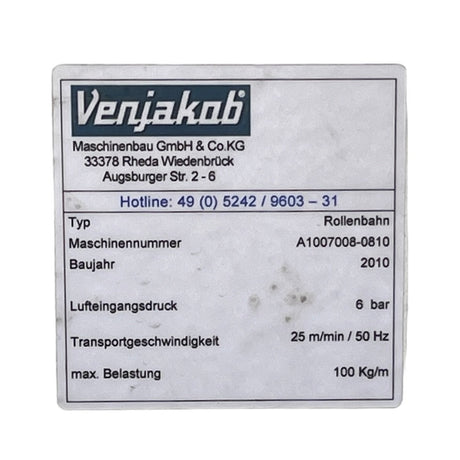 Venjakob
Maschinenbau GmbH & Co.KG
33378 Rheda Wiedenbrück
Augsburger Str. 2 - 6
Hotline: 49 (0) 5242 / 9603 – 31
Typ Rollenbahn
Maschinennummer A1007008-0810
Baujahr 2010
Lufteingangsdruck 6 bar
Transportgeschwindigkeit 25 m/min / 50 Hz
max. Belastung 100 Kg/m